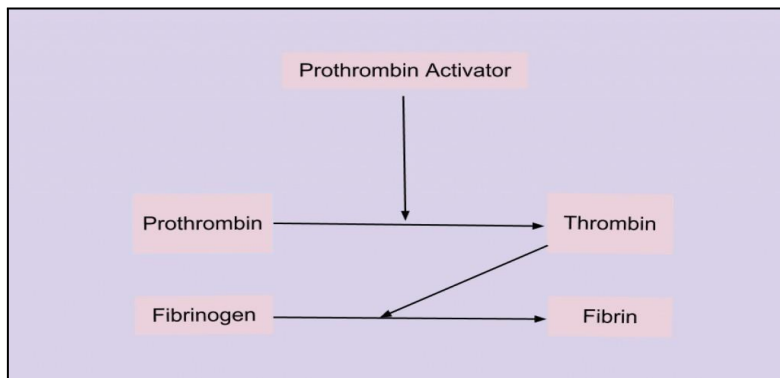 Prothrombin Activator
Prothrombin
Thrombin
Fibrinogen
Fibrin